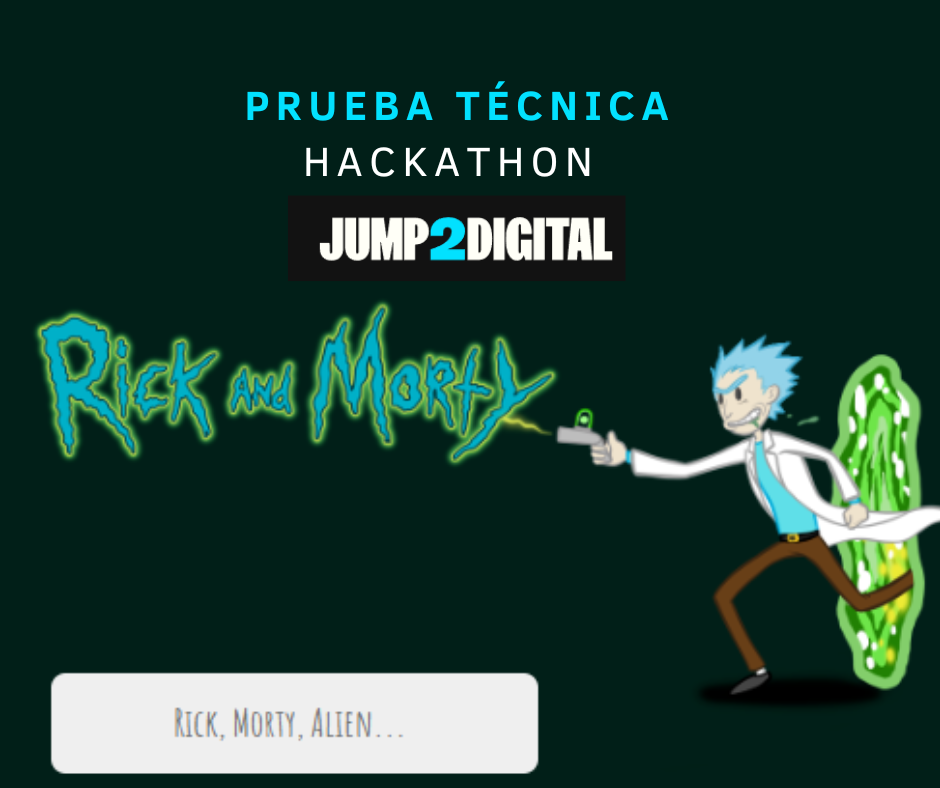 PRUEBA TÉCNICA
HACKATHON
JUMP2DIGITAL
RICK AND MORTY
RICK, MORTY, ALIEN...